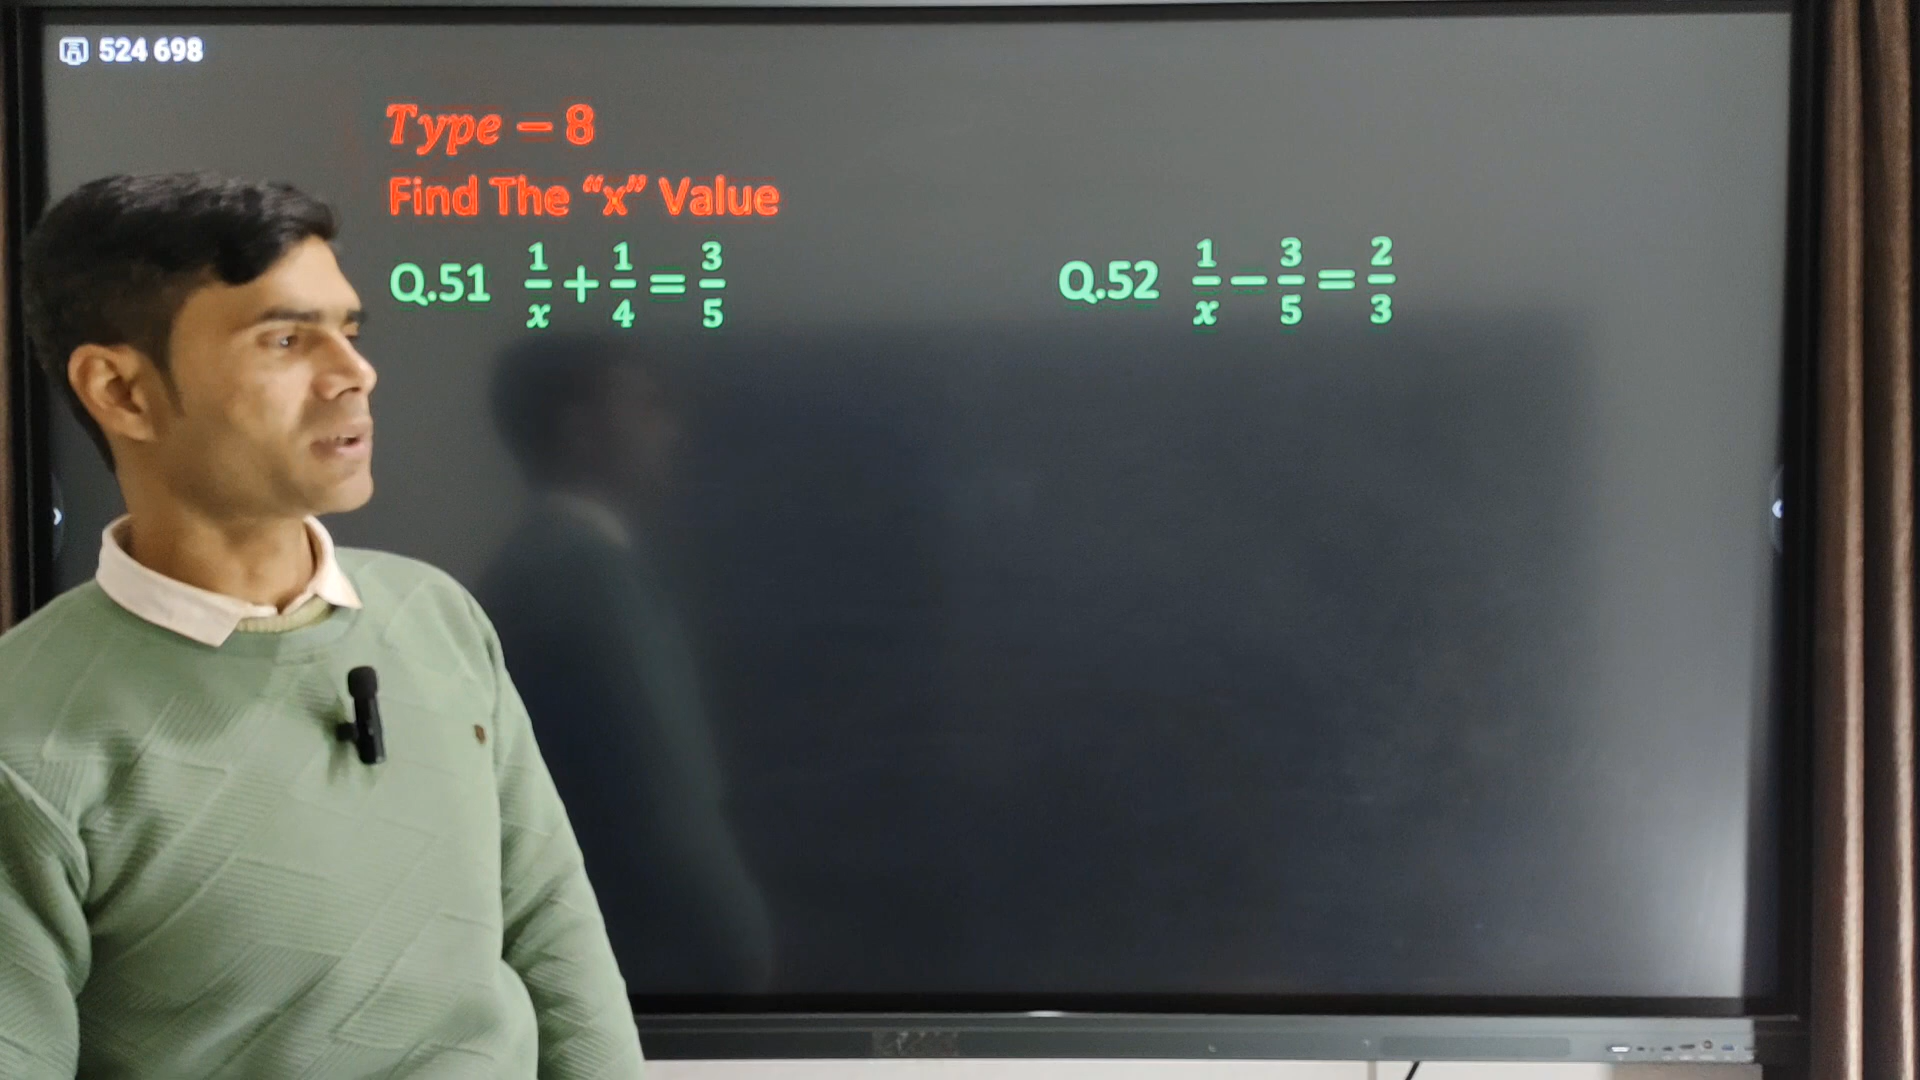 524 698
Type – 8
Find The “x” Value
Q.51 1/x + 1/4 = 3/5
Q.52 1/x – 3/5 = 2/3